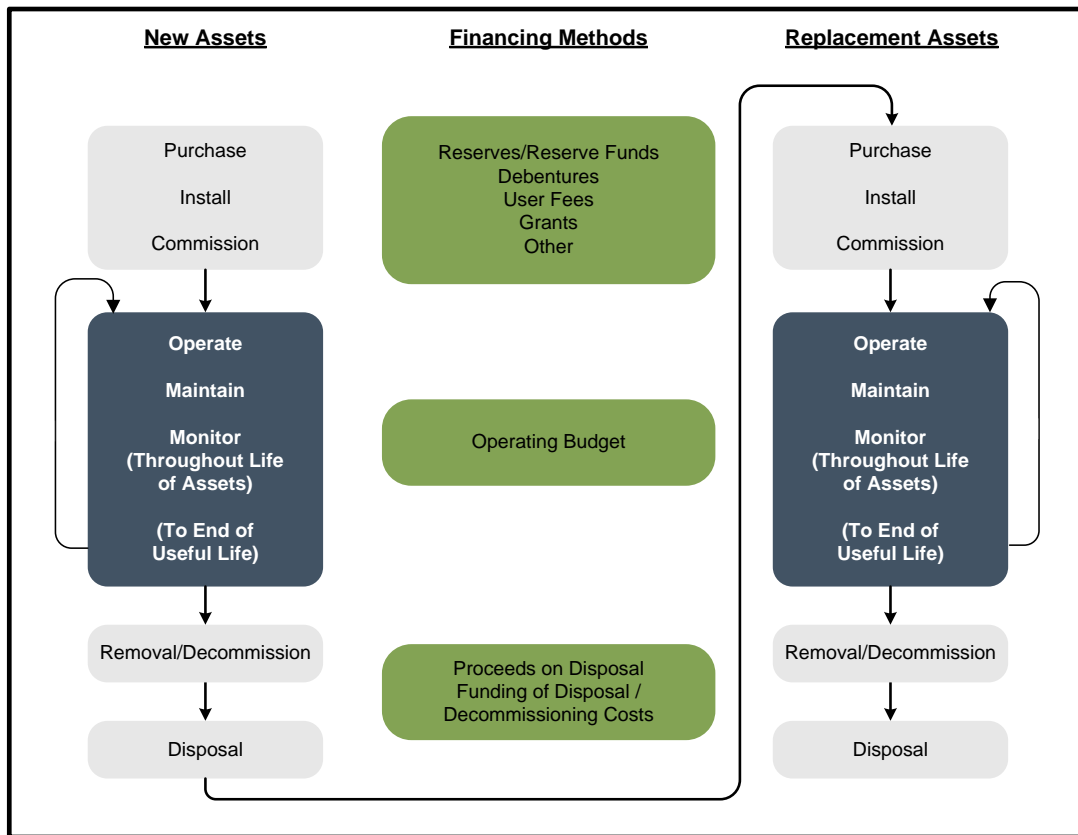 New Assets
Financing Methods
Replacement Assets
Purchase
Install
Commission
Reserves/Reserve Funds
Debentures
User Fees
Grants
Other
Purchase
Install
Commission
Operate
Maintain
Monitor
(Throughout Life
of Assets)
(To End of
Useful Life)
Operating Budget
Operate
Maintain
Monitor
(Throughout Life
of Assets)
(To End of
Useful Life)
Removal/Decommission
Proceeds on Disposal
Funding of Disposal /
Decommissioning Costs
Removal/Decommission
Disposal
Disposal